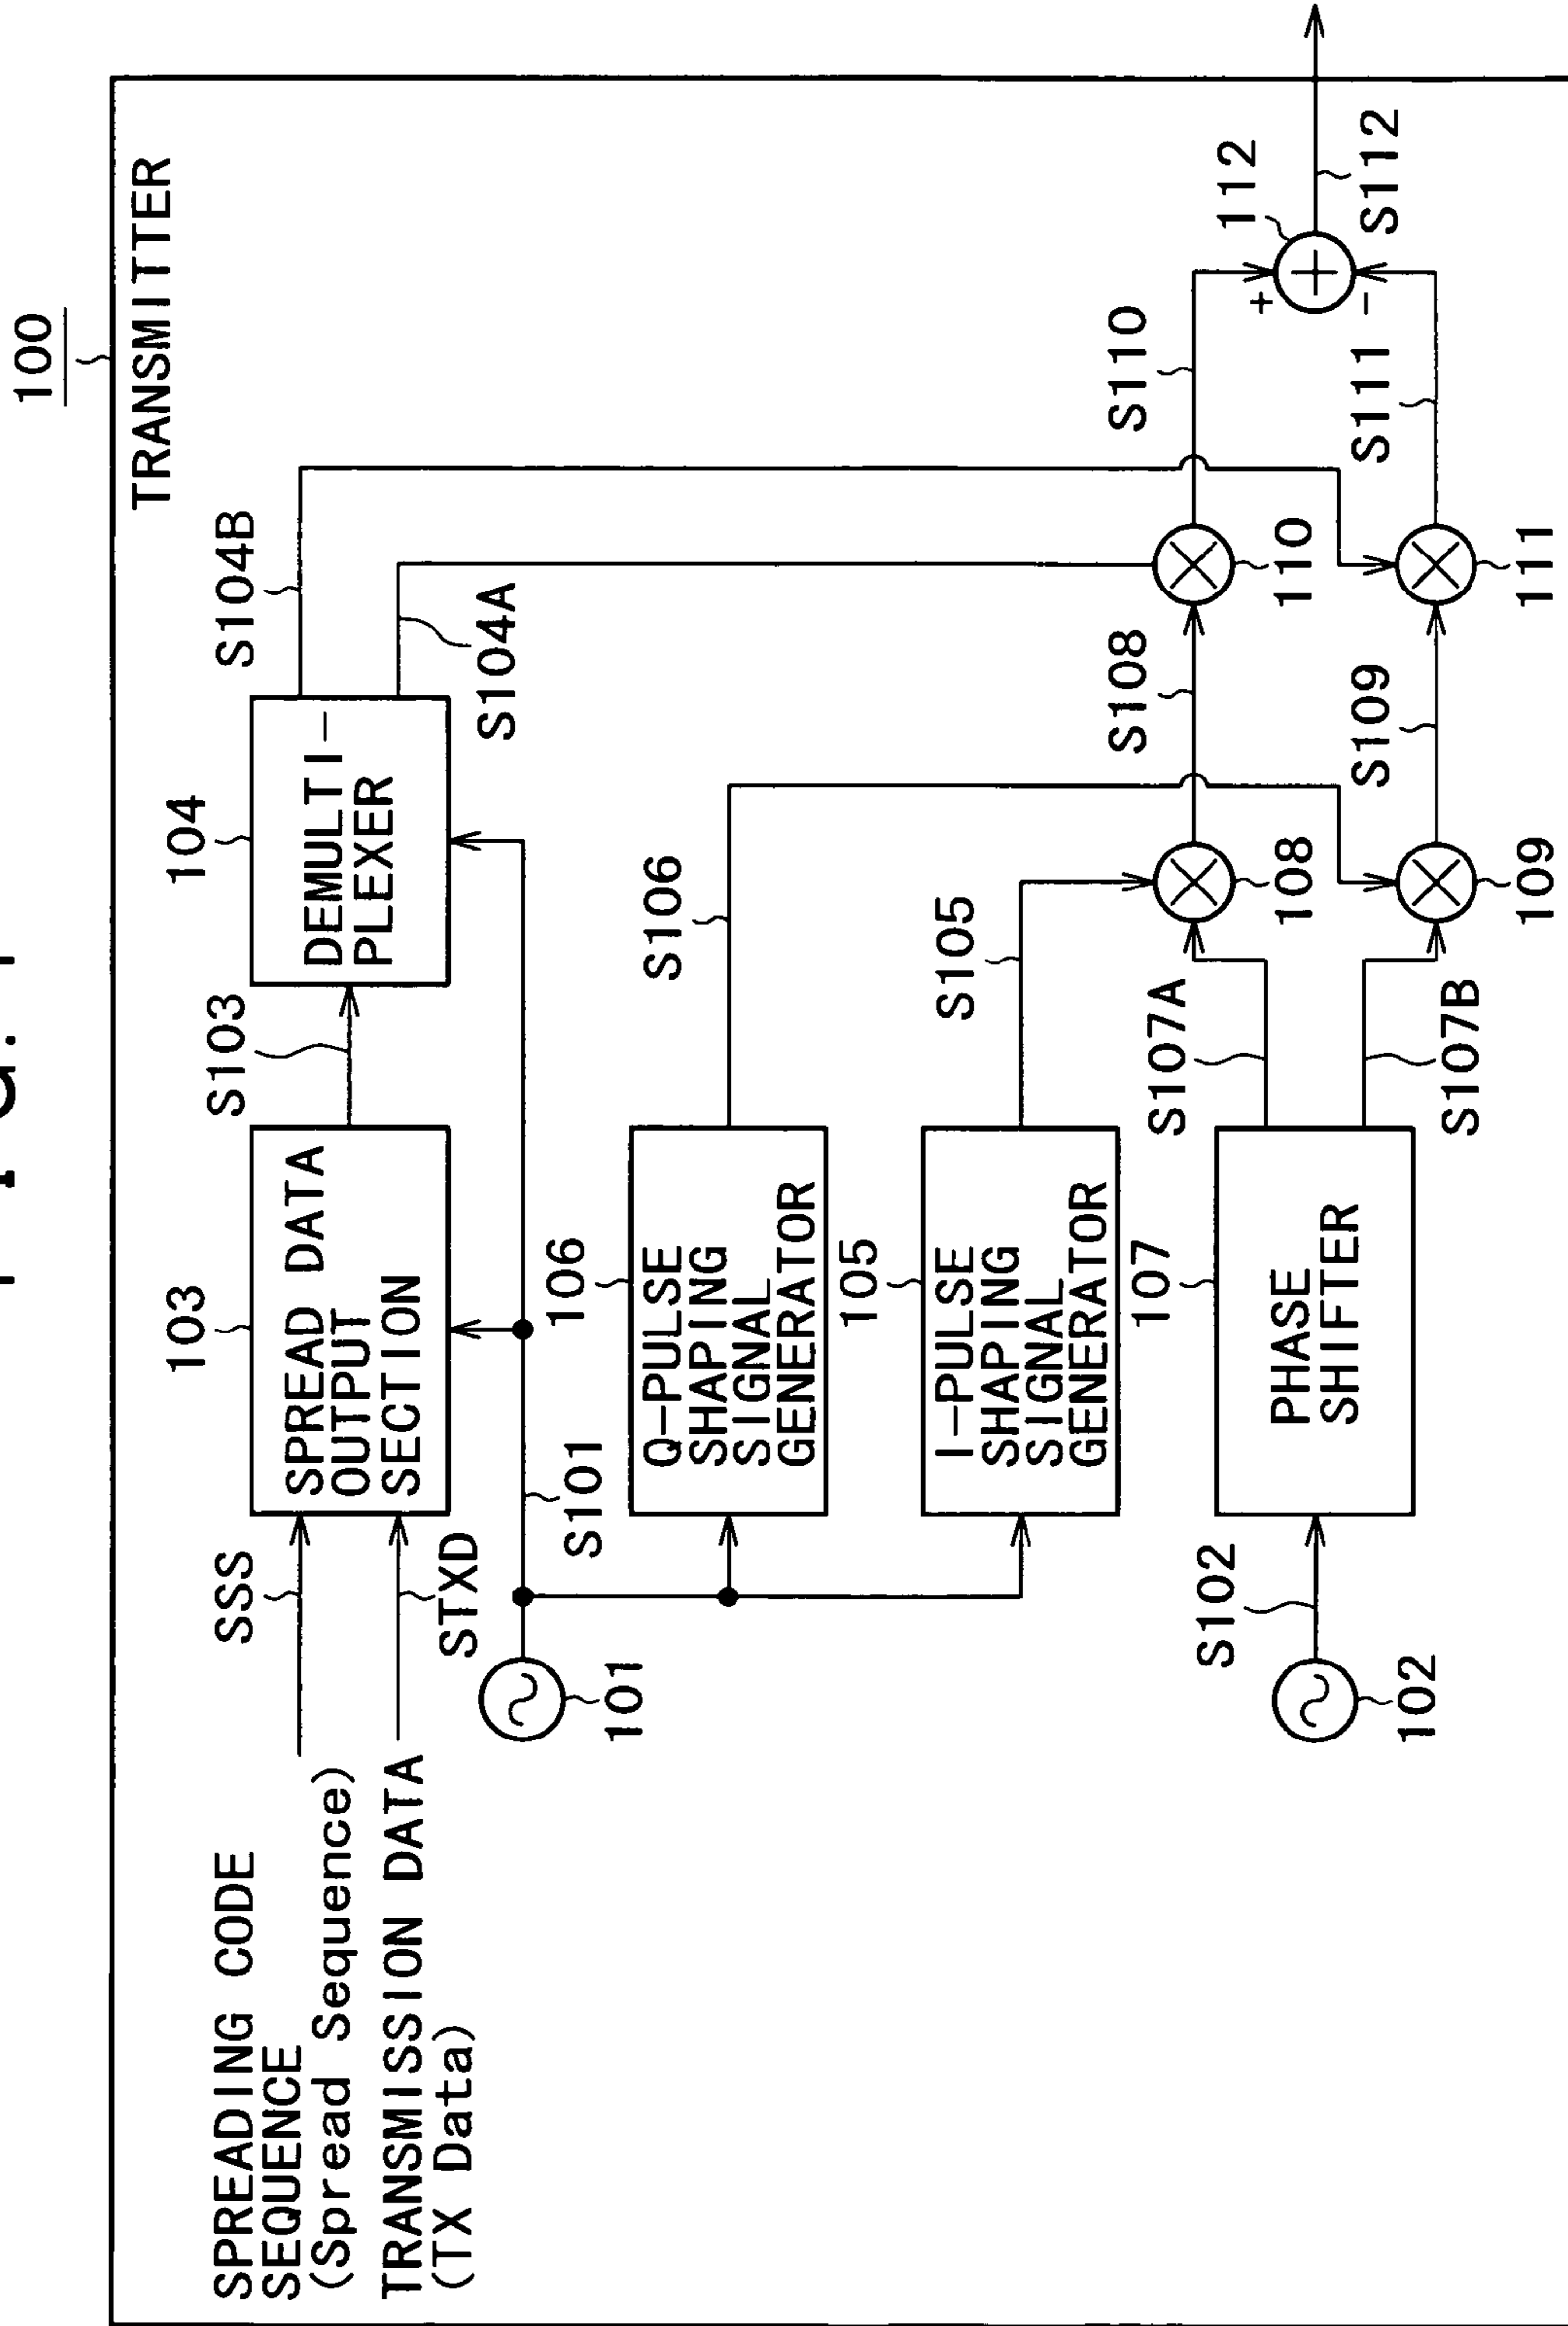 100
TRANSMITTER
SPREADING CODE
SEQUENCE
(Spread Sequence)
TRANSMISSION DATA
(TX Data)
SSS
STXD
103
SPREAD DATA
OUTPUT
SECTION
S103
104
DEMULTI-
PLEXER
S104B
S104A
101
S101
106
Q-PULSE
SHAPING
SIGNAL
GENERATOR
S106
105
I-PULSE
SHAPING
SIGNAL
GENERATOR
S105
102
S102
107
PHASE
SHIFTER
S107A
S107B
108
S108
109
S109
110
S110
111
S111
112
+
-
S112